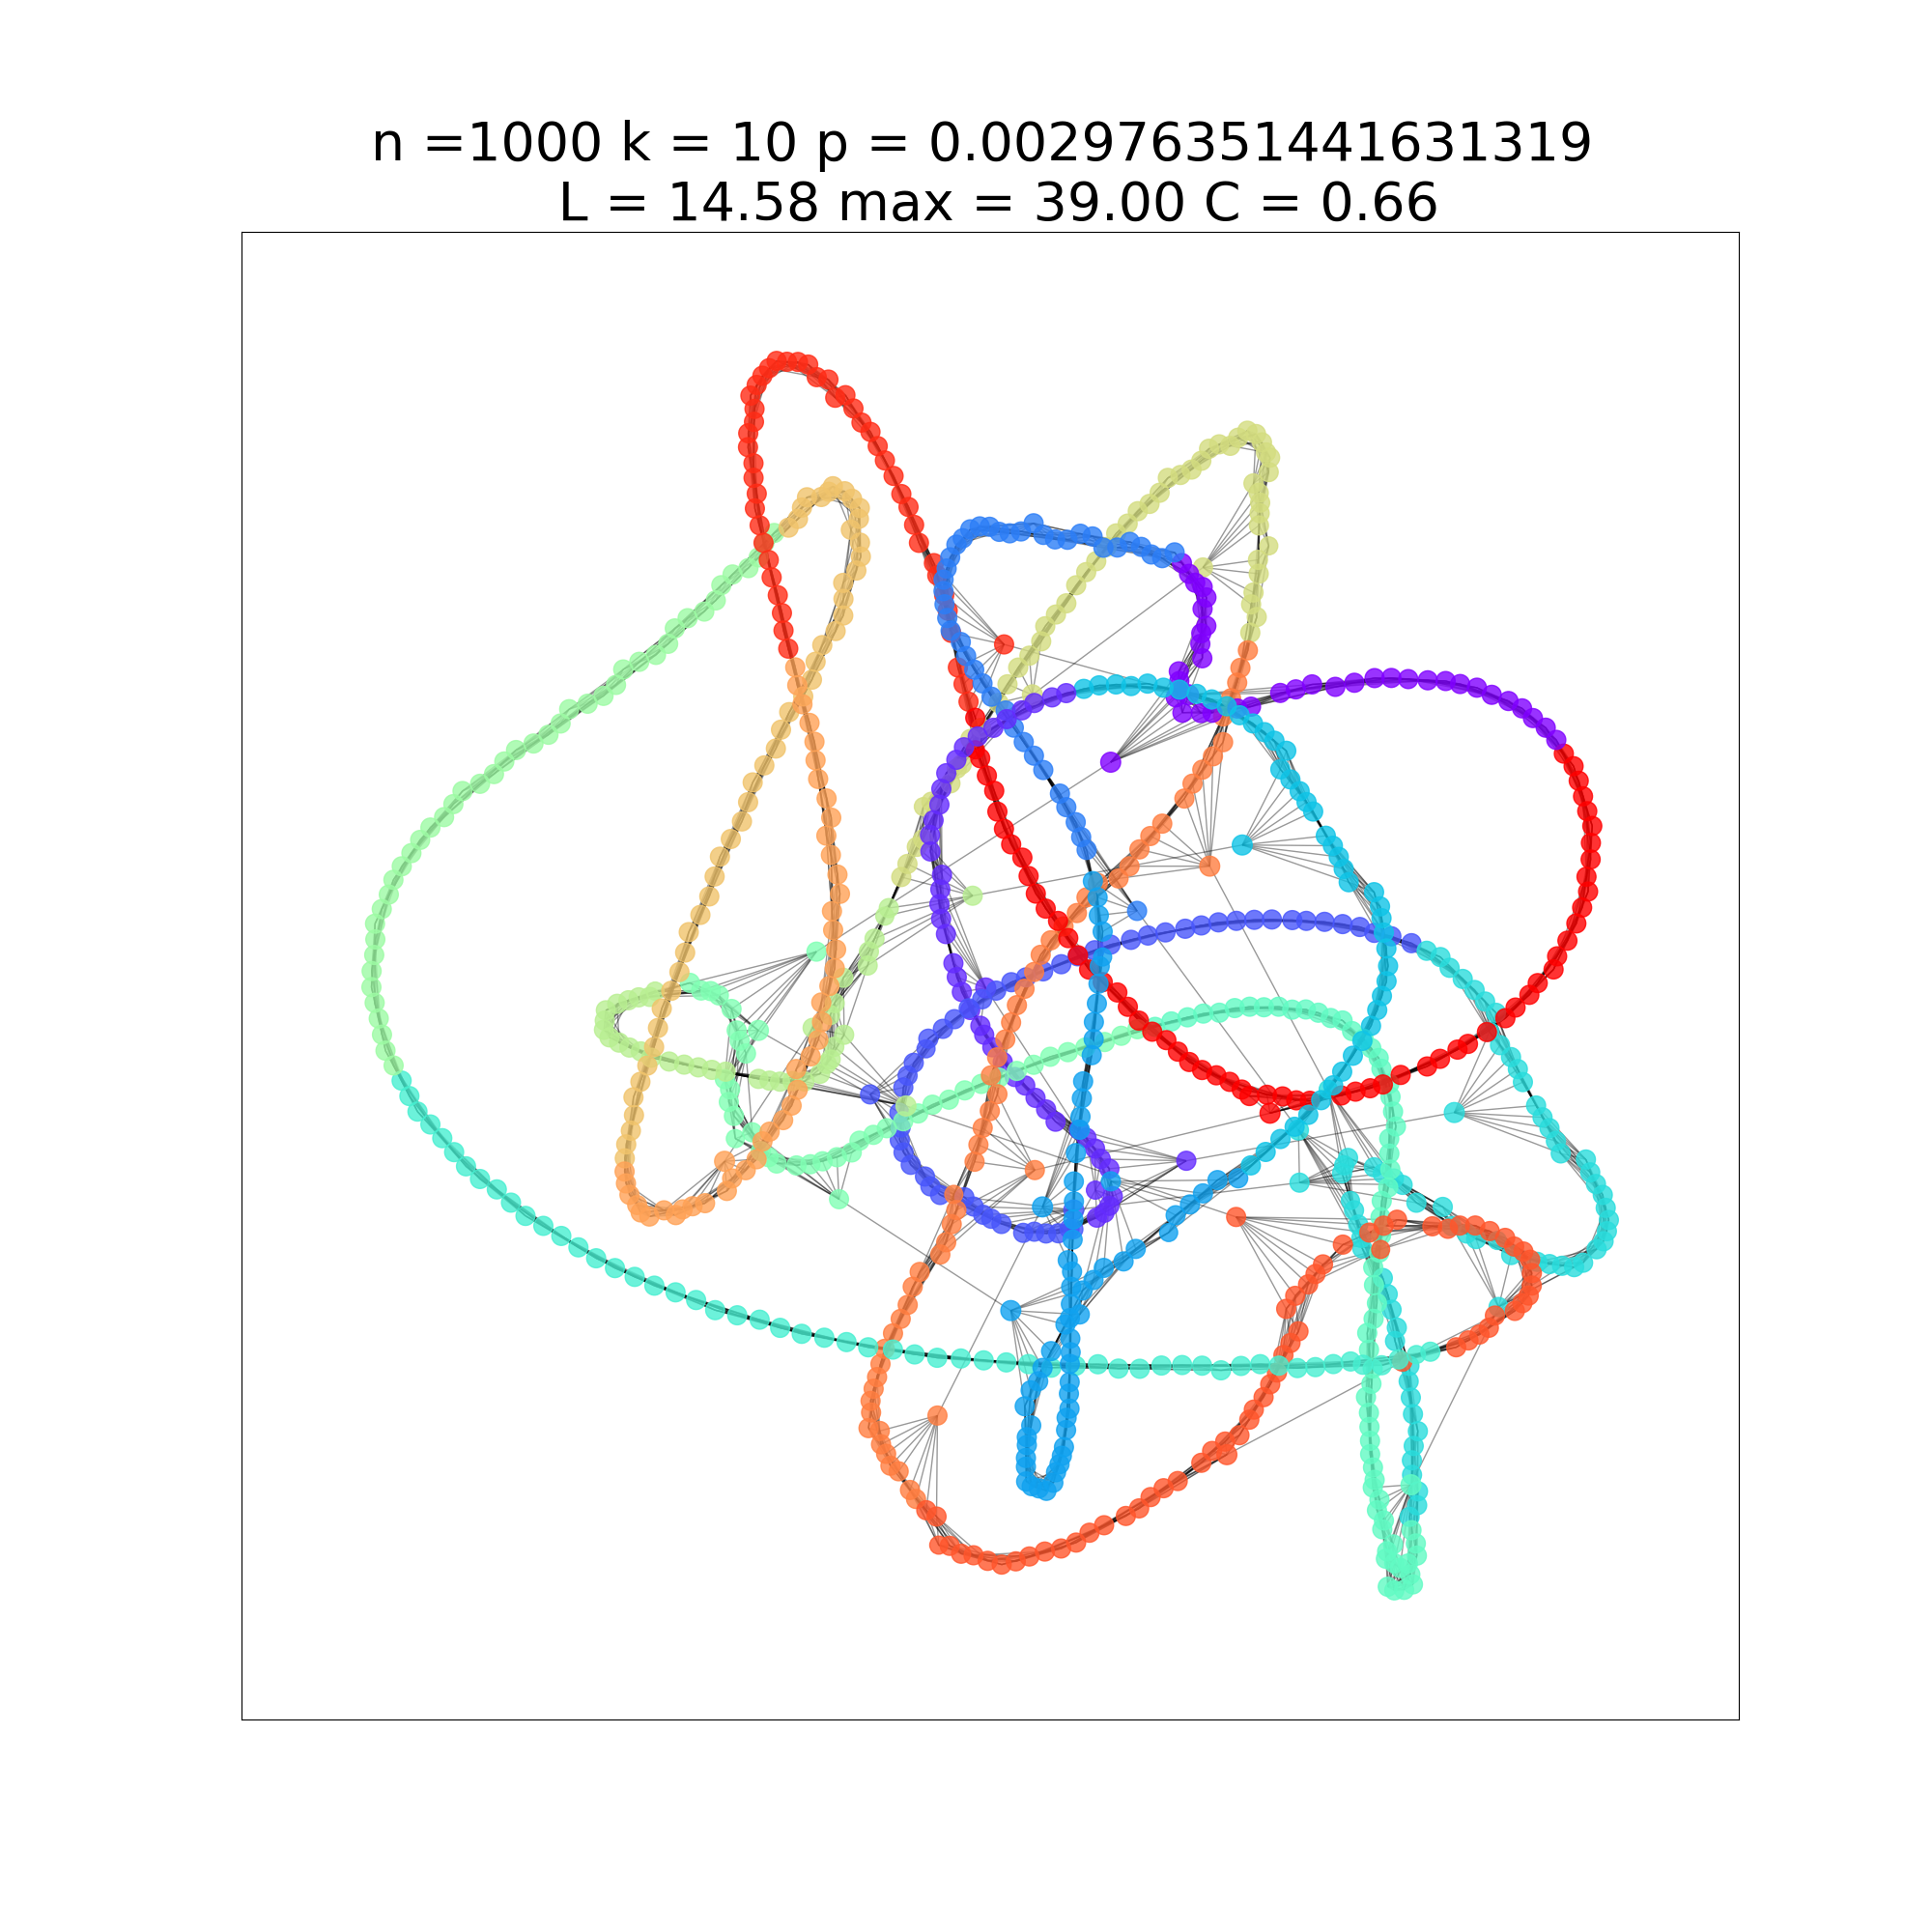 n =1000 k = 10 p = 0.002976351441631319
L = 14.58 max = 39.00 C = 0.66